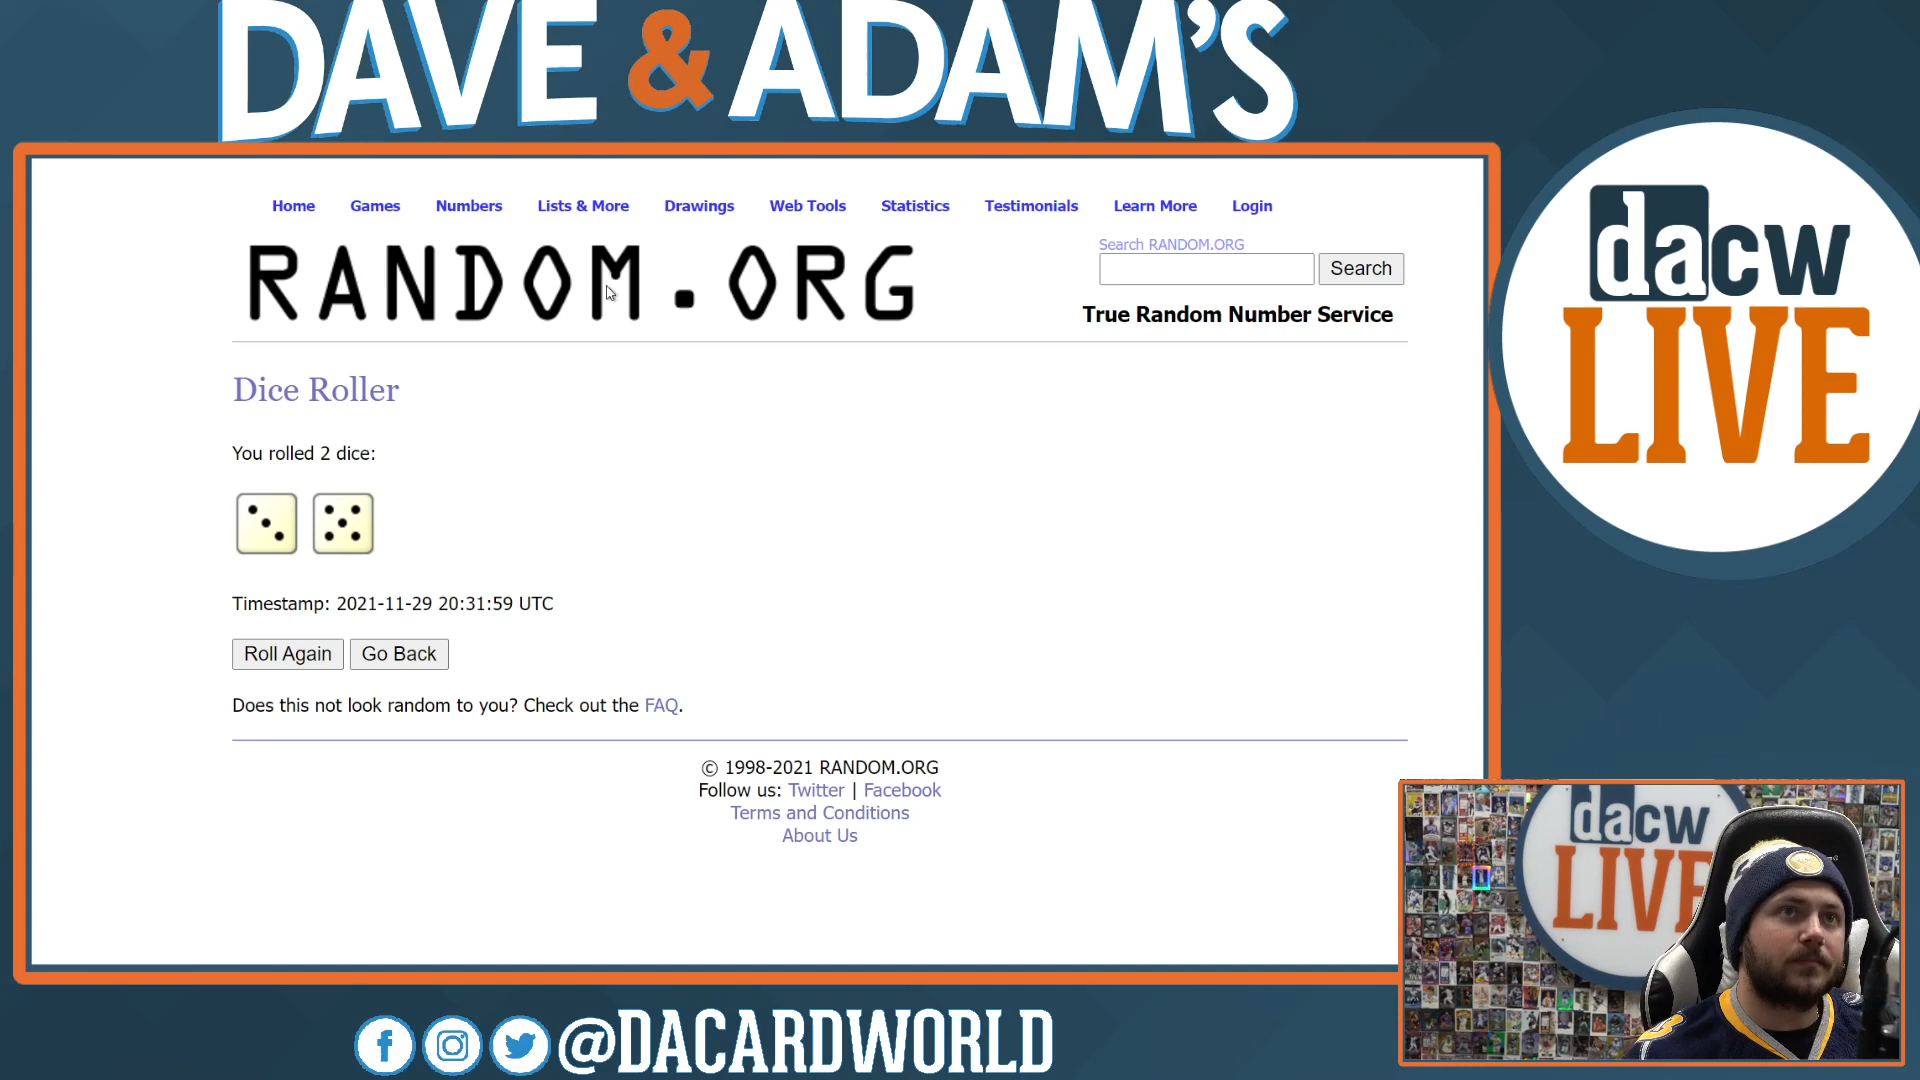 DAVE & ADAM'S
Home Games Numbers Lists & More Drawings Web Tools Statistics Testimonials Learn More Login
RANDOM.ORG
Search RANDOM.ORG
Search
True Random Number Service
dacw
LIVE
Dice Roller
You rolled 2 dice:
Timestamp: 2021-11-29 20:31:59 UTC
Roll Again Go Back
Does this not look random to you? Check out the FAQ.
© 1998-2021 RANDOM.ORG
Follow us: Twitter | Facebook
Terms and Conditions
About Us
dacw
LIVE
@DACARDWORLD